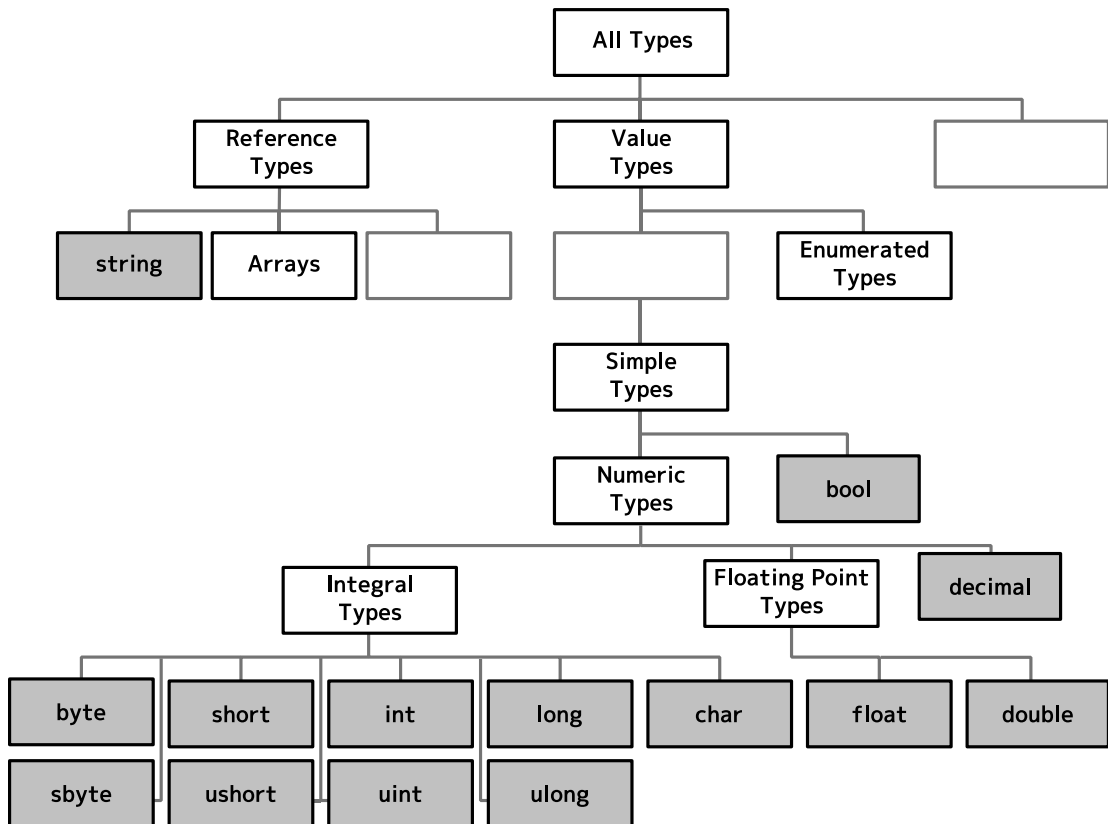 All Types
Reference
Types
Value
Types
string
Arrays
Enumerated
Types
Simple
Types
Numeric
Types
bool
Integral
Types
Floating Point
Types
decimal
byte
short
int
long
char
float
double
sbyte
ushort
uint
ulong